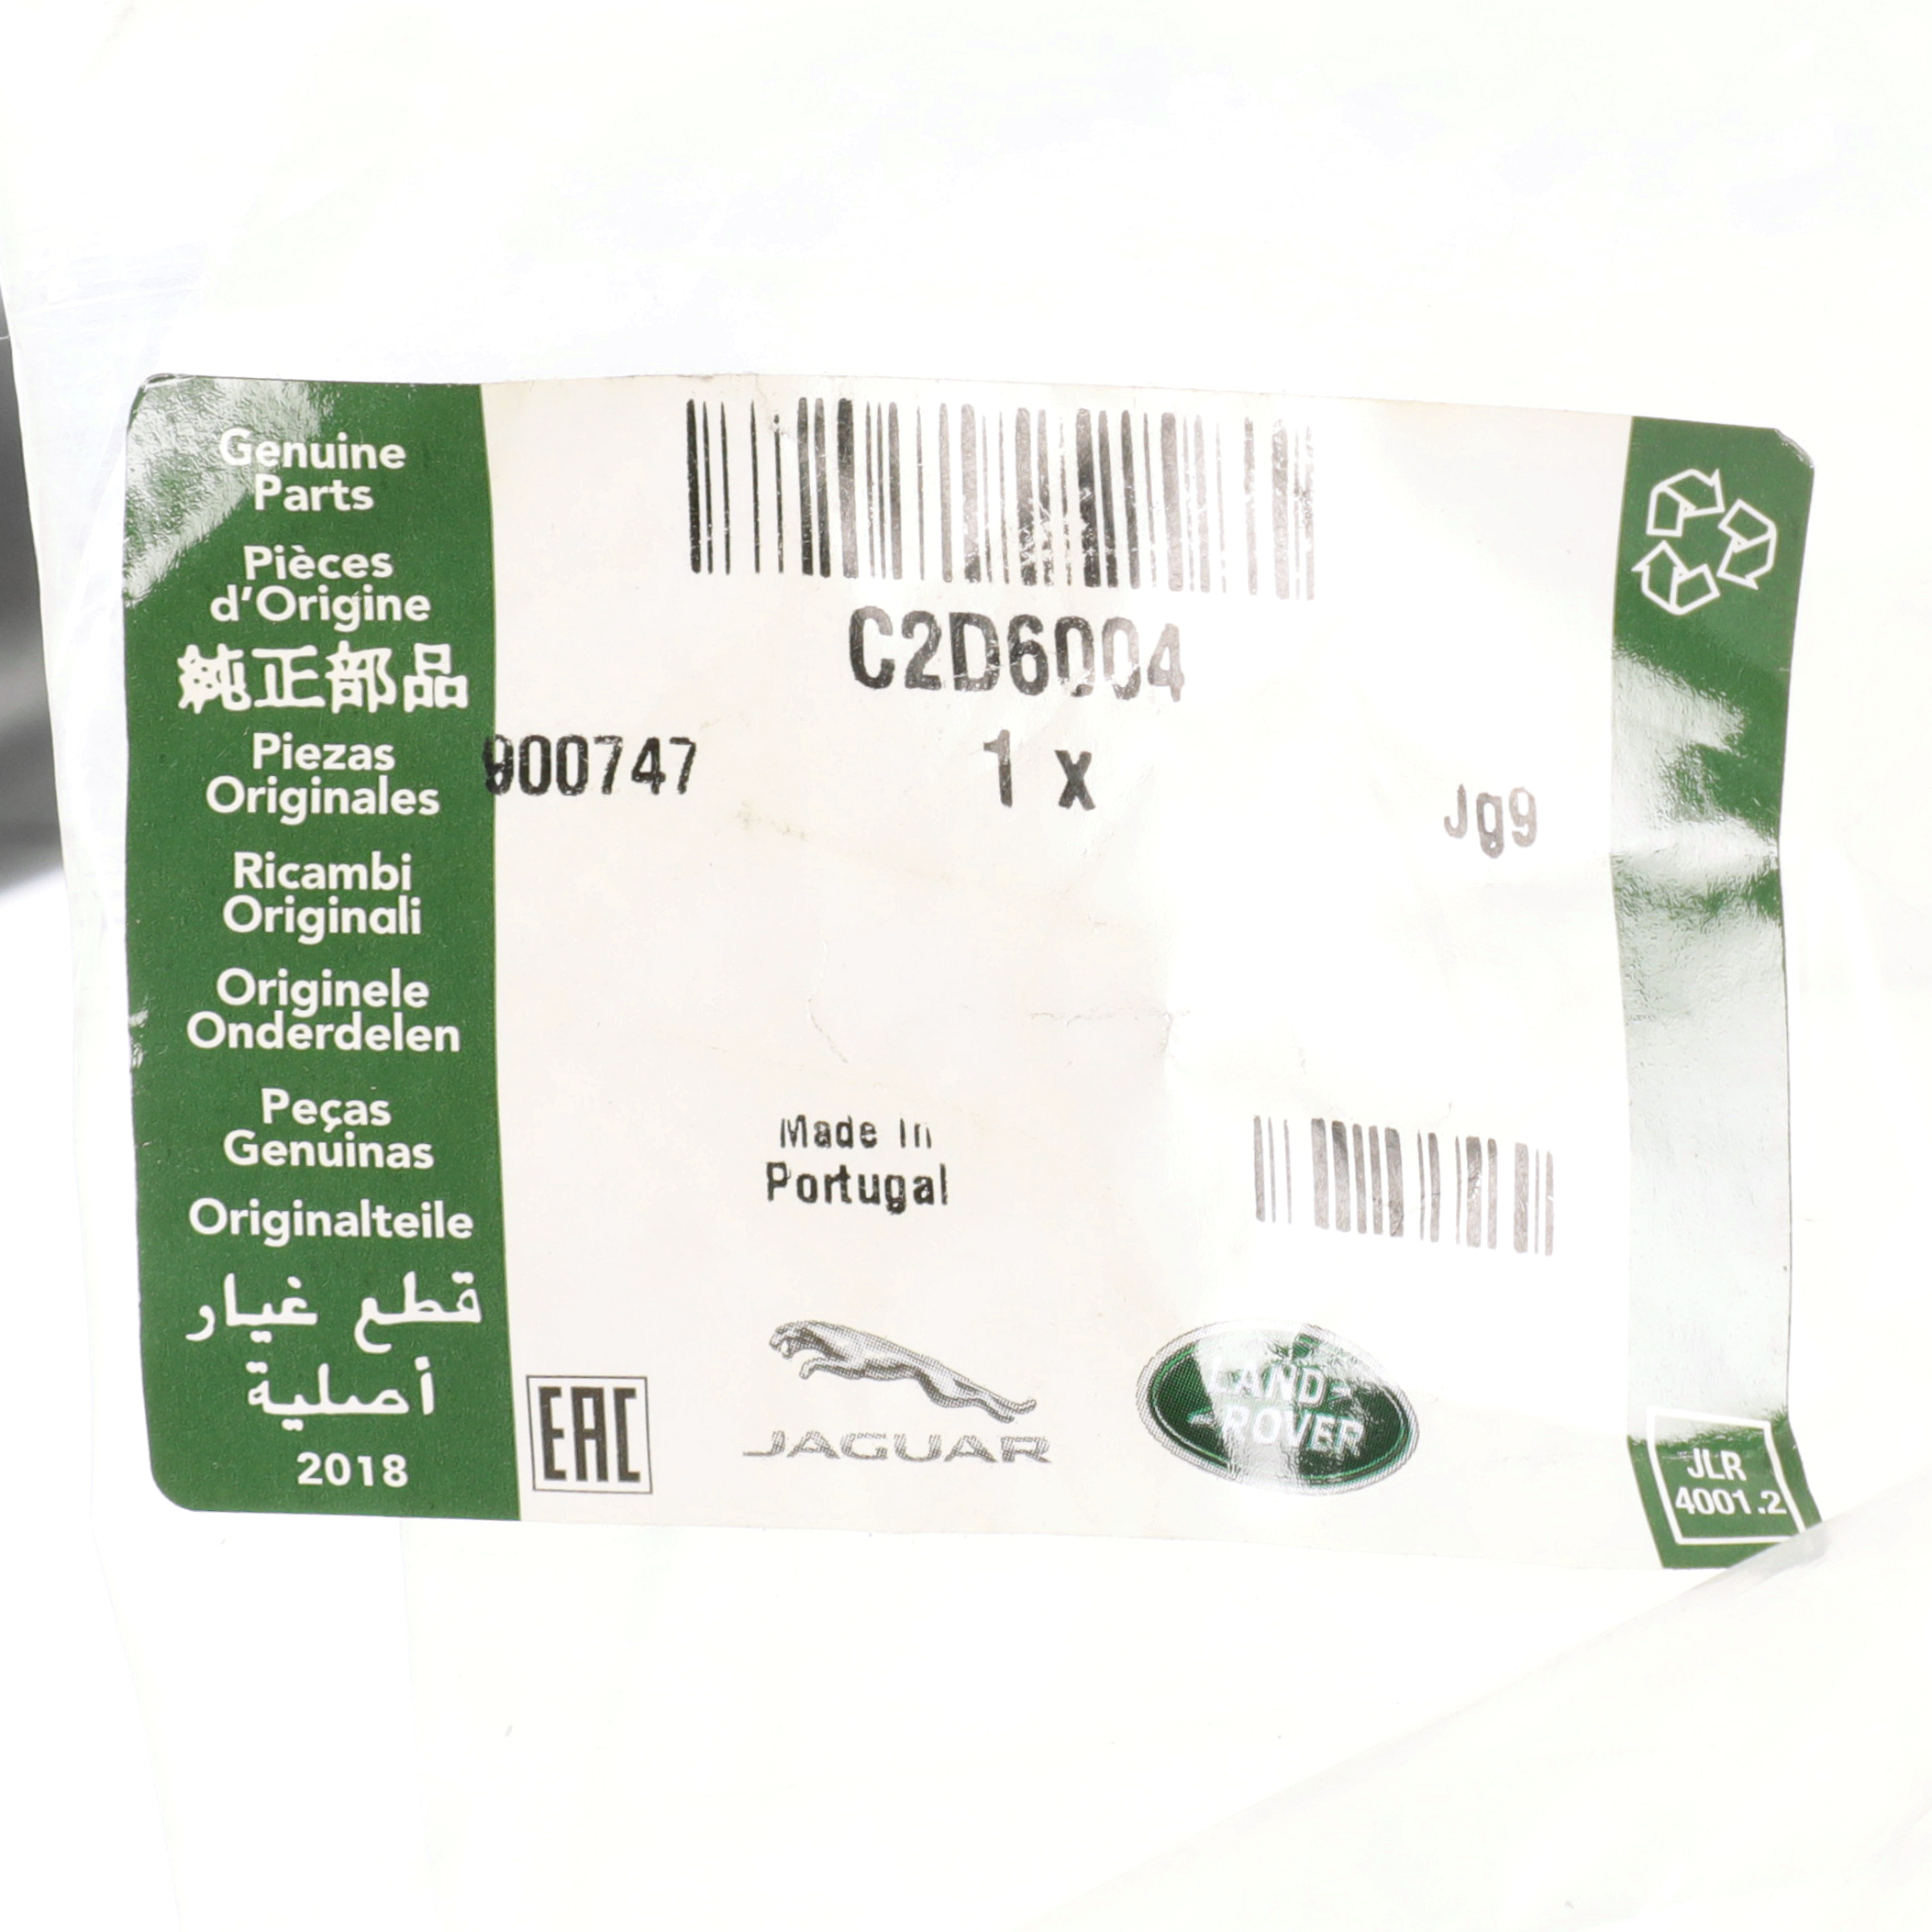 Genuine
Parts
Pièces
d'Origine
純正部品
Piezas
Originales
Ricambi
Originali
Originele
Onderdelen
Peças
Genuinas
Originalteile
قطع غيار
أصلية
2018
C2D6004
900747
1 x
Jg9
Made In
Portugal
EAC
JAGUAR
LAND
ROVER
JLR
4001.2